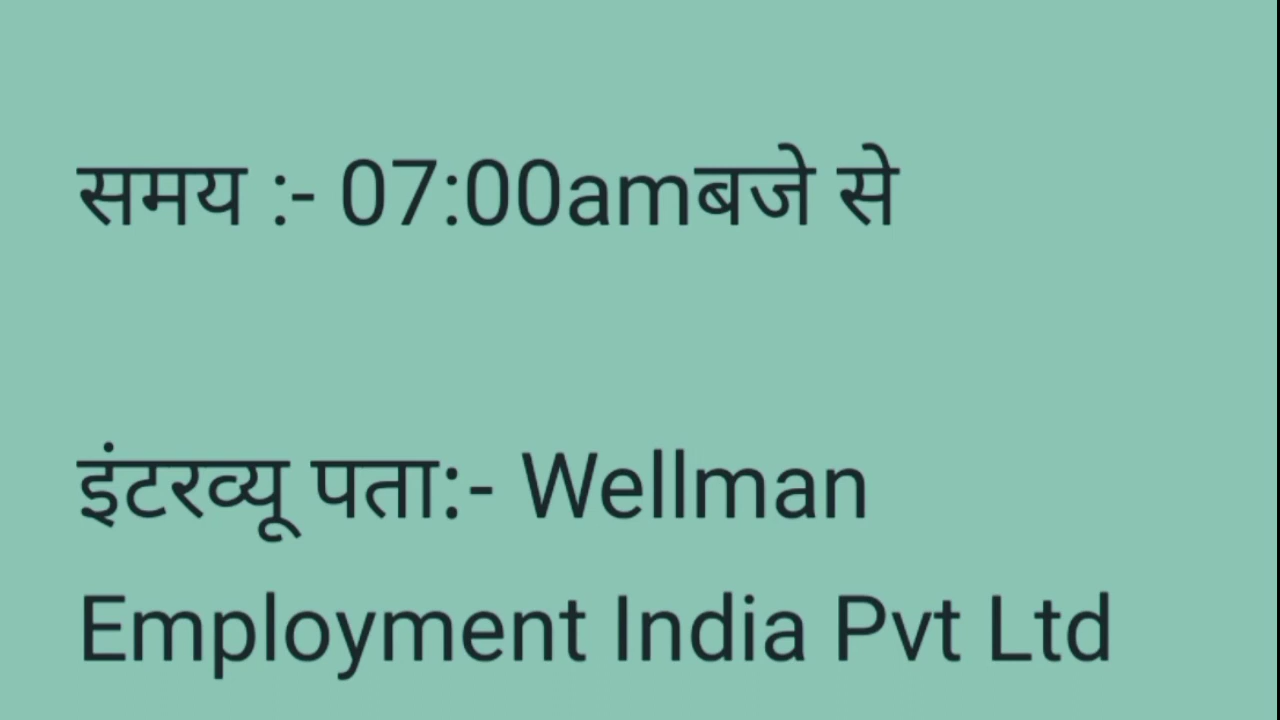 समय :- 07:00amबजे से
इंटरव्यू पता:- Wellman
Employment India Pvt Ltd